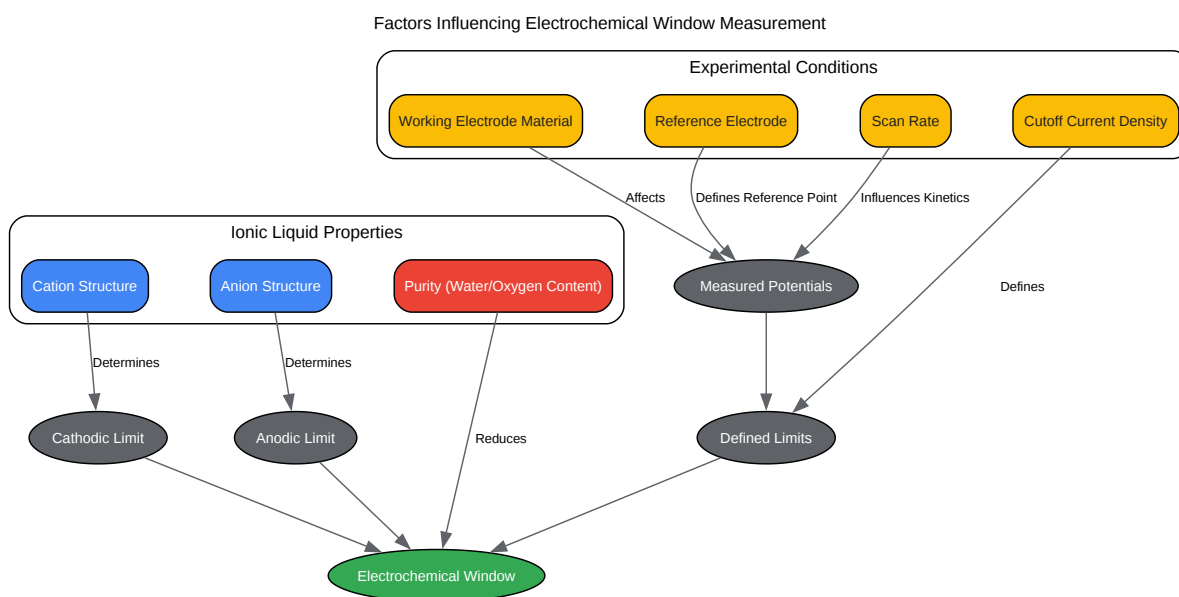 Factors Influencing Electrochemical Window Measurement
Experimental Conditions
Working Electrode Material
Reference Electrode
Scan Rate
Cutoff Current Density
Affects
Defines Reference Point
Influences Kinetics
Ionic Liquid Properties
Cation Structure
Anion Structure
Purity (Water/Oxygen Content)
Measured Potentials
Defines
Determines
Determines
Cathodic Limit
Anodic Limit
Reduces
Defined Limits
Electrochemical Window